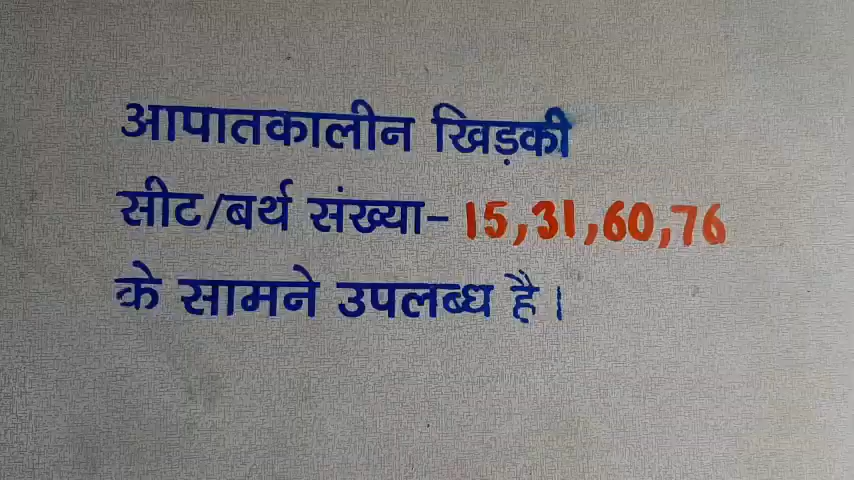 आपातकालीन खिड़की
सीट/बर्थ संख्या- 15,31,60,76
के सामने उपलब्ध है।